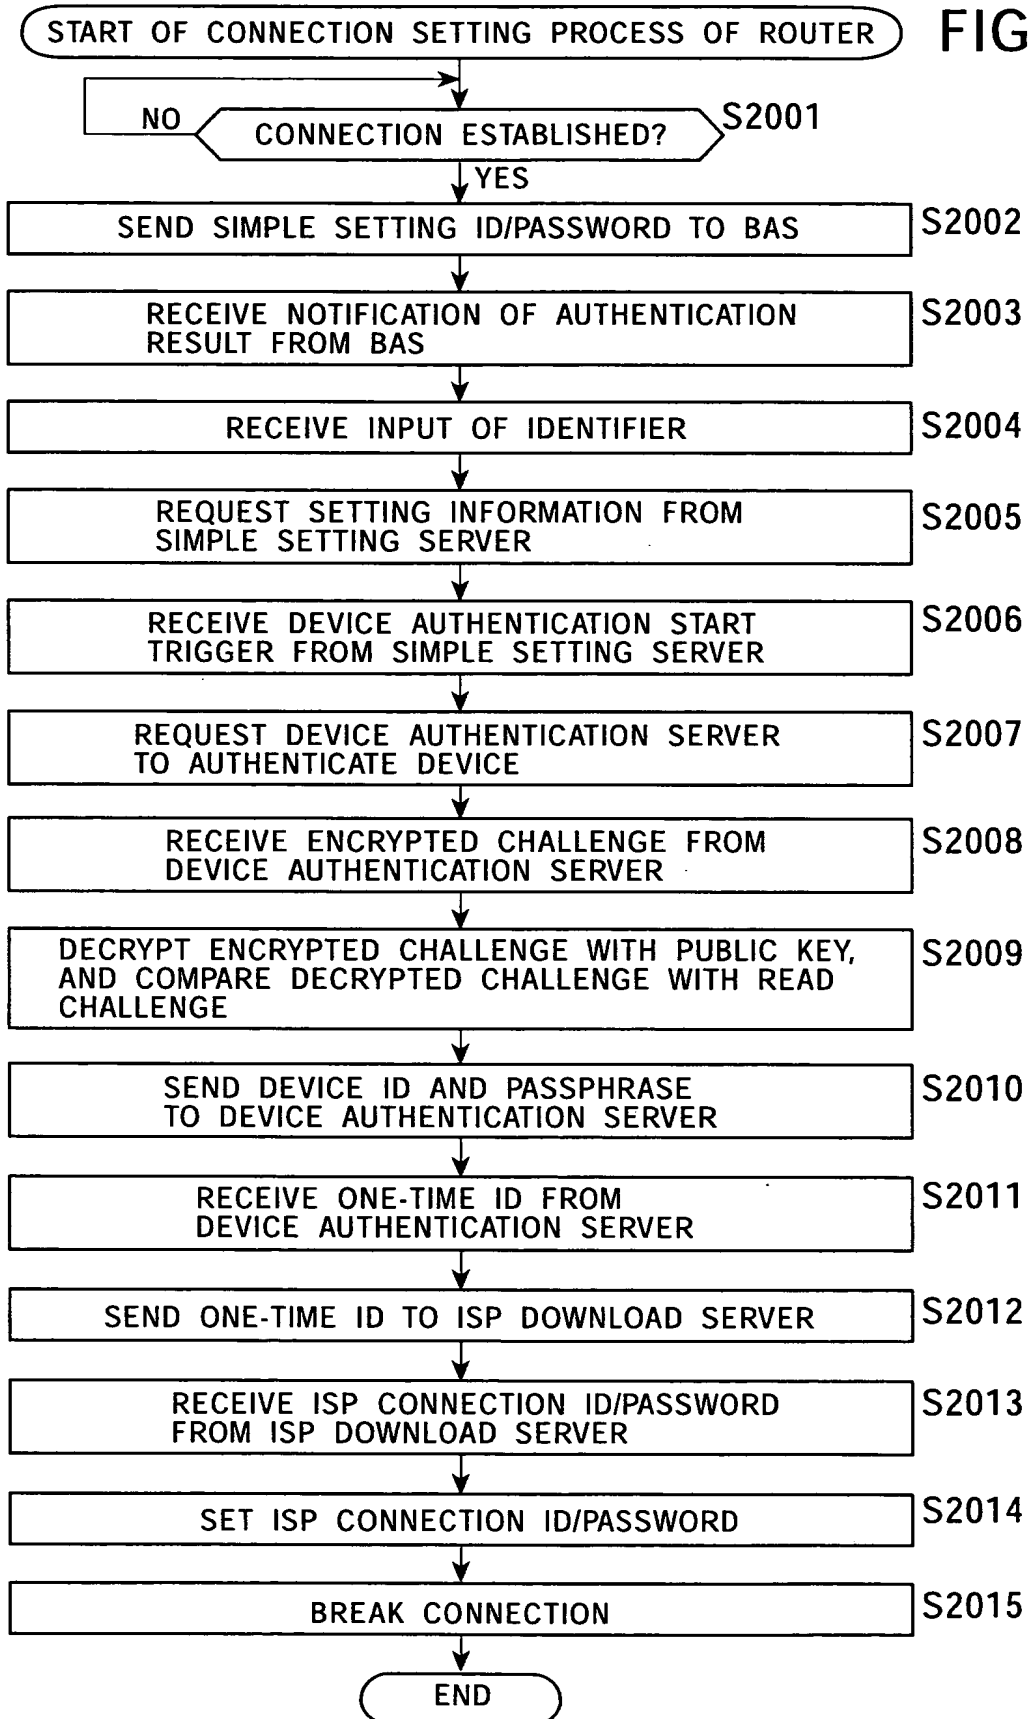 START OF CONNECTION SETTING PROCESS OF ROUTER
FIG
NO
CONNECTION ESTABLISHED?
S2001
YES
SEND SIMPLE SETTING ID/PASSWORD TO BAS
S2002
RECEIVE NOTIFICATION OF AUTHENTICATION
RESULT FROM BAS
S2003
RECEIVE INPUT OF IDENTIFIER
S2004
REQUEST SETTING INFORMATION FROM
SIMPLE SETTING SERVER
S2005
RECEIVE DEVICE AUTHENTICATION START
TRIGGER FROM SIMPLE SETTING SERVER
S2006
REQUEST DEVICE AUTHENTICATION SERVER
TO AUTHENTICATE DEVICE
S2007
RECEIVE ENCRYPTED CHALLENGE FROM
DEVICE AUTHENTICATION SERVER
S2008
DECRYPT ENCRYPTED CHALLENGE WITH PUBLIC KEY,
AND COMPARE DECRYPTED CHALLENGE WITH READ
CHALLENGE
S2009
SEND DEVICE ID AND PASSPHRASE
TO DEVICE AUTHENTICATION SERVER
S2010
RECEIVE ONE-TIME ID FROM
DEVICE AUTHENTICATION SERVER
S2011
SEND ONE-TIME ID TO ISP DOWNLOAD SERVER
S2012
RECEIVE ISP CONNECTION ID/PASSWORD
FROM ISP DOWNLOAD SERVER
S2013
SET ISP CONNECTION ID/PASSWORD
S2014
BREAK CONNECTION
S2015
END